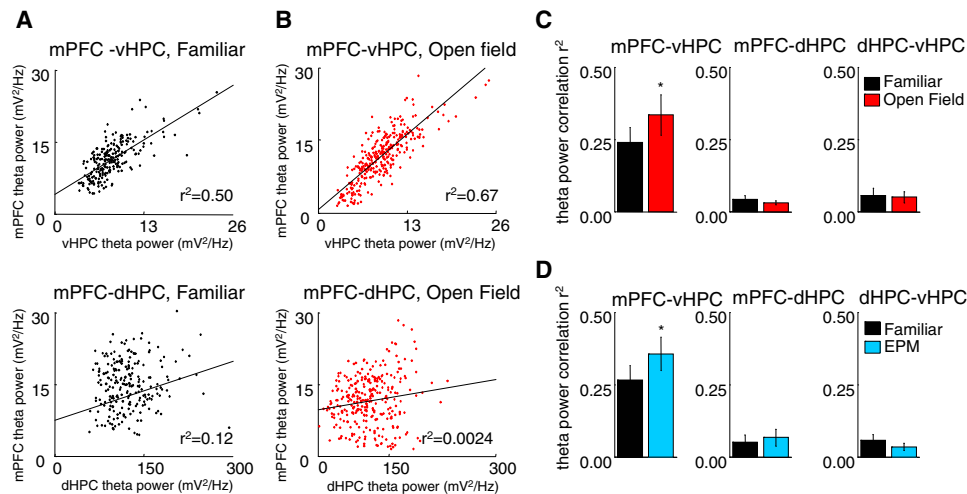 A
mPFC -vHPC, Familiar
mPFC theta power (mV²/Hz)
30
15
0
r²=0.50
0 13 26
vHPC theta power (mV²/Hz)
mPFC-dHPC, Familiar
mPFC theta power (mV²/Hz)
30
15
0
r²=0.12
0 150 300
dHPC theta power (mV²/Hz)
B
mPFC-vHPC, Open field
mPFC theta power (mV²/Hz)
30
15
0
r²=0.67
0 13 26
vHPC theta power (mV²/Hz)
mPFC-dHPC, Open Field
mPFC theta power (mV²/Hz)
30
15
0
r²=0.0024
0 150 300
dHPC theta power (mV²/Hz)
C
theta power correlation r²
mPFC-vHPC
0.50
0.25
0.00
*
mPFC-dHPC
0.50
0.25
0.00
dHPC-vHPC
0.50
0.25
0.00
Familiar
Open Field
D
theta power correlation r²
mPFC-vHPC
0.50
0.25
0.00
*
mPFC-dHPC
0.50
0.25
0.00
dHPC-vHPC
0.50
0.25
0.00
Familiar
EPM